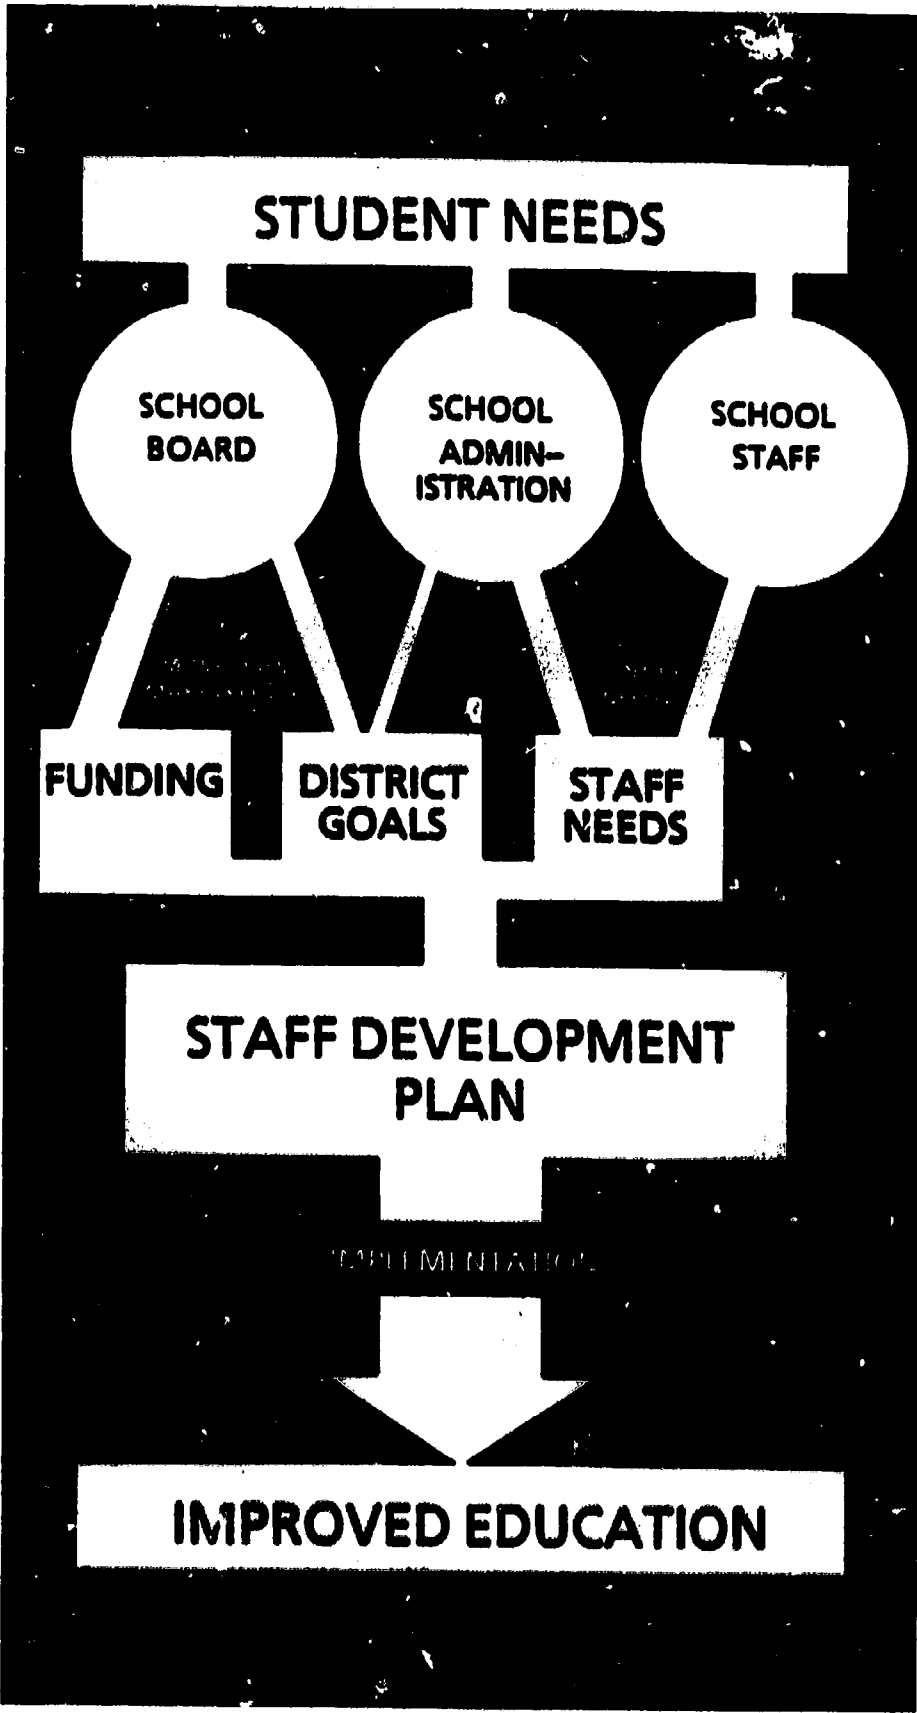 STUDENT NEEDS
SCHOOL
BOARD
SCHOOL
ADMIN-
ISTRATION
SCHOOL
STAFF
FUNDING
DISTRICT
GOALS
STAFF
NEEDS
STAFF DEVELOPMENT
PLAN
IMPLEMENTATION
IMPROVED EDUCATION